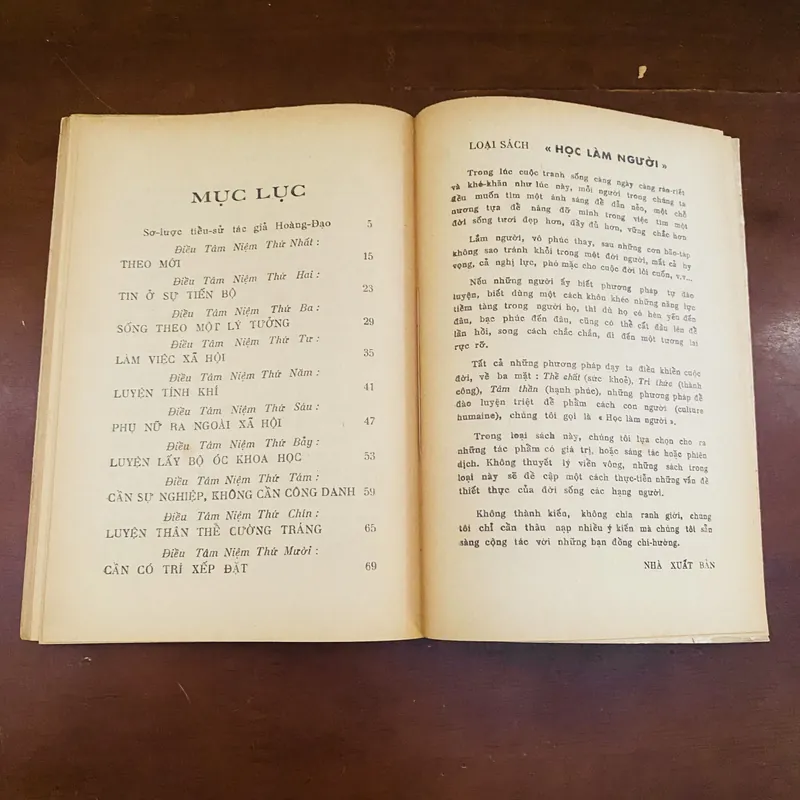 MỤC LỤC
Sơ-lược tiểu-sử tác giả Hoàng-Đạo 5
Điều Tâm Niệm Thứ Nhất :
THEO MỚI 15
Điều Tâm Niệm Thứ Hai :
TIN Ở SỰ TIẾN BỘ 23
Điều Tâm Niệm Thứ Ba :
SỐNG THEO MỘT LÝ TƯỞNG 29
Điều Tâm Niệm Thứ Tư :
LÀM VIỆC XÃ HỘI 35
Điều Tâm Niệm Thứ Năm :
LUYỆN TÍNH KHÍ 41
Điều Tâm Niệm Thứ Sáu :
PHỤ NỮ RA NGOÀI XÃ HỘI 47
Điều Tâm Niệm Thứ Bảy :
LUYỆN LẤY BỘ ÓC KHOA HỌC 53
Điều Tâm Niệm Thứ Tám :
CẦN SỰ NGHIỆP, KHÔNG CẦN CÔNG DANH 59
Điều Tâm Niệm Thứ Chín :
LUYỆN THÂN THỂ CƯỜNG TRÁNG 65
Điều Tâm Niệm Thứ Mười :
CẦN CÓ TRÍ XẾP ĐẶT 69
LOẠI SÁCH « HỌC LÀM NGƯỜI »
Trong lúc cuộc tranh sống càng ngày càng ráo-riết
và khó-khăn như lúc này, mỗi người trong chúng ta
đều muốn tìm một ánh sáng để dẫn nẻo, một chỗ
nương tựa để nâng đỡ mình trong việc tìm một
đời sống tươi đẹp hơn, đầy đủ hơn, vững chắc hơn
Lắm người, vô phúc thay, sau những cơn bão-táp
không sao tránh khỏi trong một đời người, mất cả hy
vọng, cả nghị lực, phó mặc cho cuộc đời lôi cuốn, v.v...
Nếu những người ấy biết phương pháp tự đào
luyện, biết dùng một cách khôn khéo những năng lực
tiềm tàng trong người họ, thì dù họ có hèn yếu đến
đâu, bạc phúc đến đâu, cũng có thể cất đầu lên để
lần hồi, song cách chắc chắn, đi đến một tương lai
rực rỡ.
Tất cả những phương pháp dạy ta điều khiển cuộc
đời, về ba mặt : Thể chất (sức khoẻ), Trí thức (thành
công), Tâm thần (hạnh phúc), những phương pháp để
đào luyện triệt để phẩm cách con người (culture
humaine), chúng tôi gọi là « Học làm người ».
Trong loại sách này, chúng tôi lựa chọn cho ra
những tác phẩm có giá trị, hoặc sáng tác hoặc phiên
dịch. Không thuyết lý viển vông, những sách trong
loại này sẽ đề cập một cách thực-tiễn những vấn đề
thiết thực của đời sống các hạng người.
Không thành kiến, không chia ranh giới, chúng
tôi chỉ cần thâu nạp nhiều ý kiến mà chúng tôi sẵn
sàng cộng tác với những bạn đồng chí-hướng.
NHÀ XUẤT BẢN